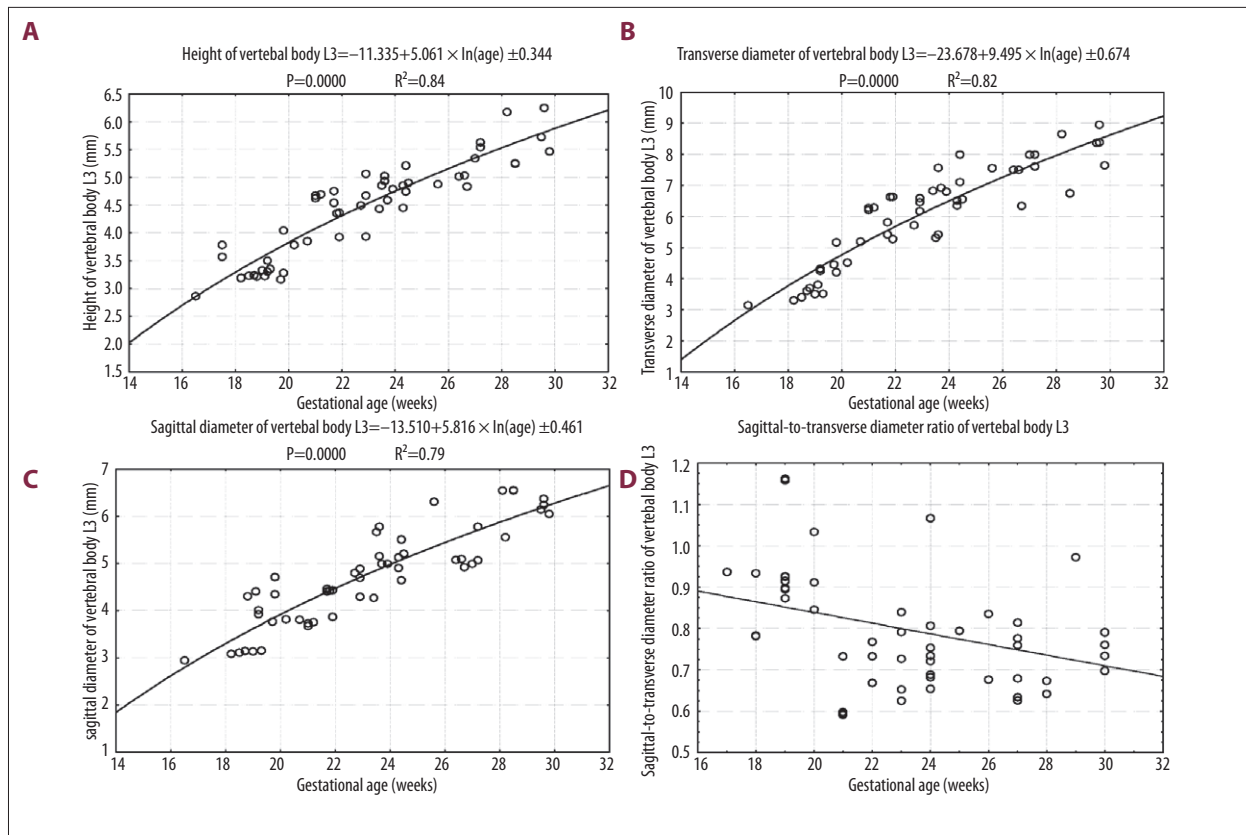 A
Height of vertebal body L3=−11.335+5.061 × ln(age) ±0.344
P=0.0000 R²=0.84
Height of vertebal body L3 (mm)
6.5
6.0
5.5
5.0
4.5
4.0
3.5
3.0
2.5
2.0
1.5
14 16 18 20 22 24 26 28 30 32
Gestational age (weeks)
B
Transverse diameter of vertebral body L3=−23.678+9.495 × ln(age) ±0.674
P=0.0000 R²=0.82
Transverse diameter of vertebal body L3 (mm)
10
9
8
7
6
5
4
3
2
1
14 16 18 20 22 24 26 28 30 32
Gestational age (weeks)
C
Sagittal diameter of vertebal body L3=−13.510+5.816 × ln(age) ±0.461
P=0.0000 R²=0.79
sagittal diameter of vertebal body L3 (mm)
7
6
5
4
3
2
1
14 16 18 20 22 24 26 28 30 32
Gestational age (weeks)
D
Sagittal-to-transverse diameter ratio of vertebal body L3
Sagittal-to-transverse diameter ratio of vertebal body L3
1.2
1.1
1.0
0.9
0.8
0.7
0.6
0.5
16 18 20 22 24 26 28 30 32
Gestational age (weeks)